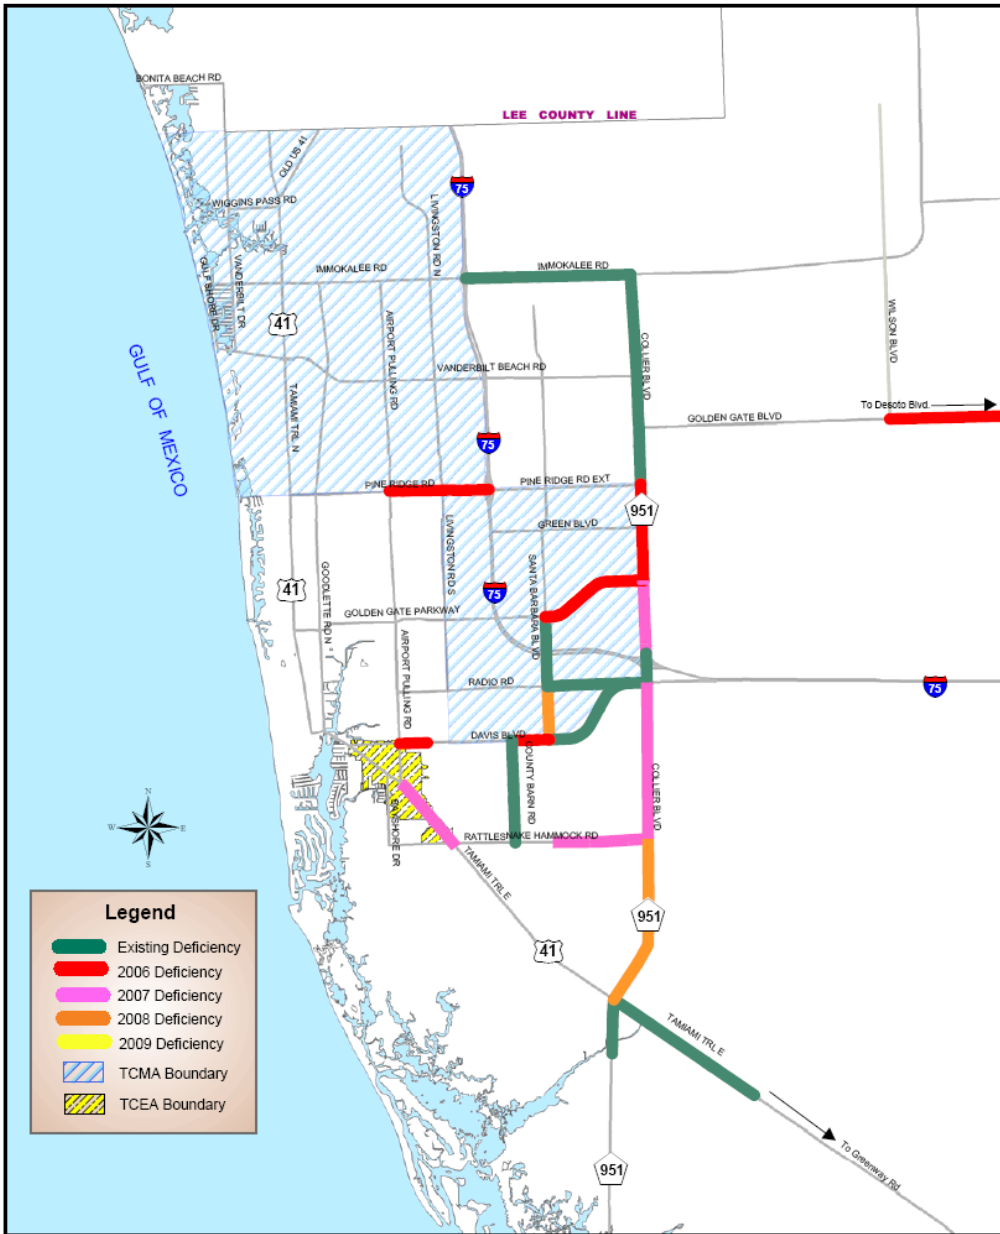 BONITA BEACH RD
LEE COUNTY LINE
OLD US 41
75
WIGGINS PASS RD
LIVINGSTON RD N
IMMOKALEE RD
IMMOKALEE RD
GULF SHORE DR
VANDERBILT DR
41
AIRPORT PULLING RD
WILSON BLVD
COLLIER BLVD
GULF OF MEXICO
VANDERBILT BEACH RD
TAMIAMI TRL N
To Desoto Blvd.
GOLDEN GATE BLVD
75
PINE RIDGE RD
PINE RIDGE RD EXT
951
LIVINGSTON RD S
GREEN BLVD
SANTA BARBARA BLVD
GOODLETTE RD N
41
75
GOLDEN GATE PARKWAY
AIRPORT PULLING RD
RADIO RD
75
DAVIS BLVD
COUNTY BARN RD
COLLIER BLVD
BAYSHORE DR
RATTLESNAKE HAMMOCK RD
N
W
E
S
TAMIAMI TRL E
951
41
TAMIAMI TRL E
To Greenway Rd
951
Legend
Existing Deficiency
2006 Deficiency
2007 Deficiency
2008 Deficiency
2009 Deficiency
TCMA Boundary
TCEA Boundary